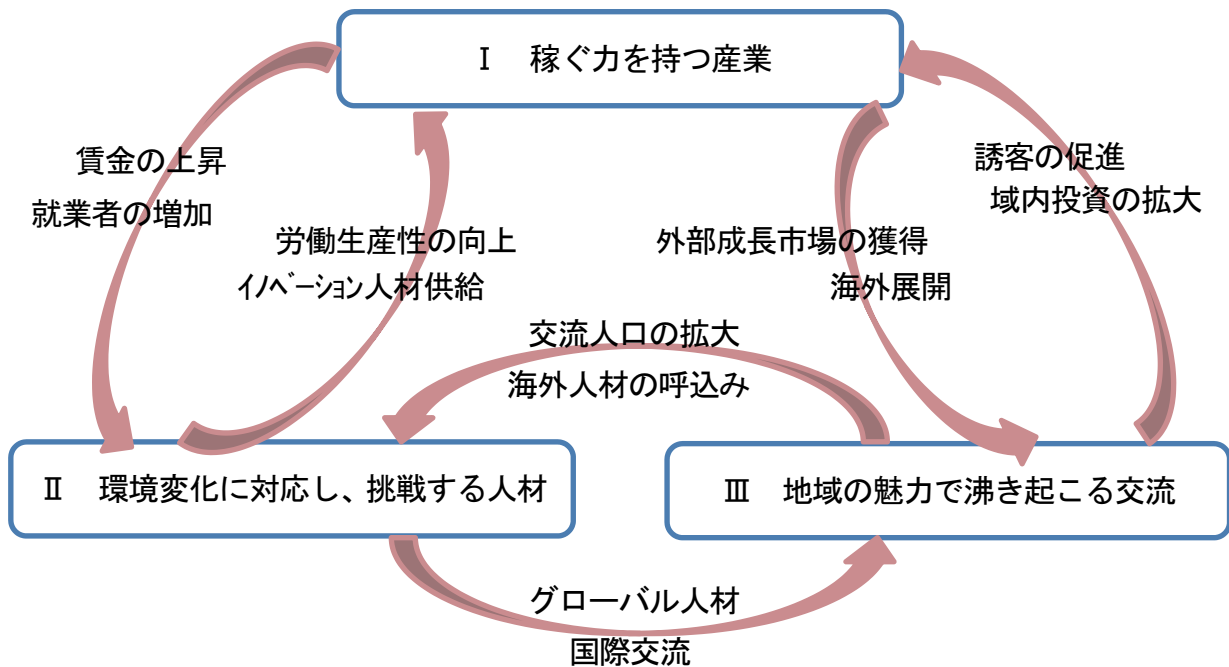 Ⅰ　稼ぐ力を持つ産業
賃金の上昇
就業者の増加
労働生産性の向上
ｲﾉﾍﾞｰｼｮﾝ人材供給
外部成長市場の獲得
海外展開
誘客の促進
域内投資の拡大
交流人口の拡大
海外人材の呼込み
Ⅱ　環境変化に対応し、挑戦する人材
Ⅲ　地域の魅力で沸き起こる交流
グローバル人材
国際交流